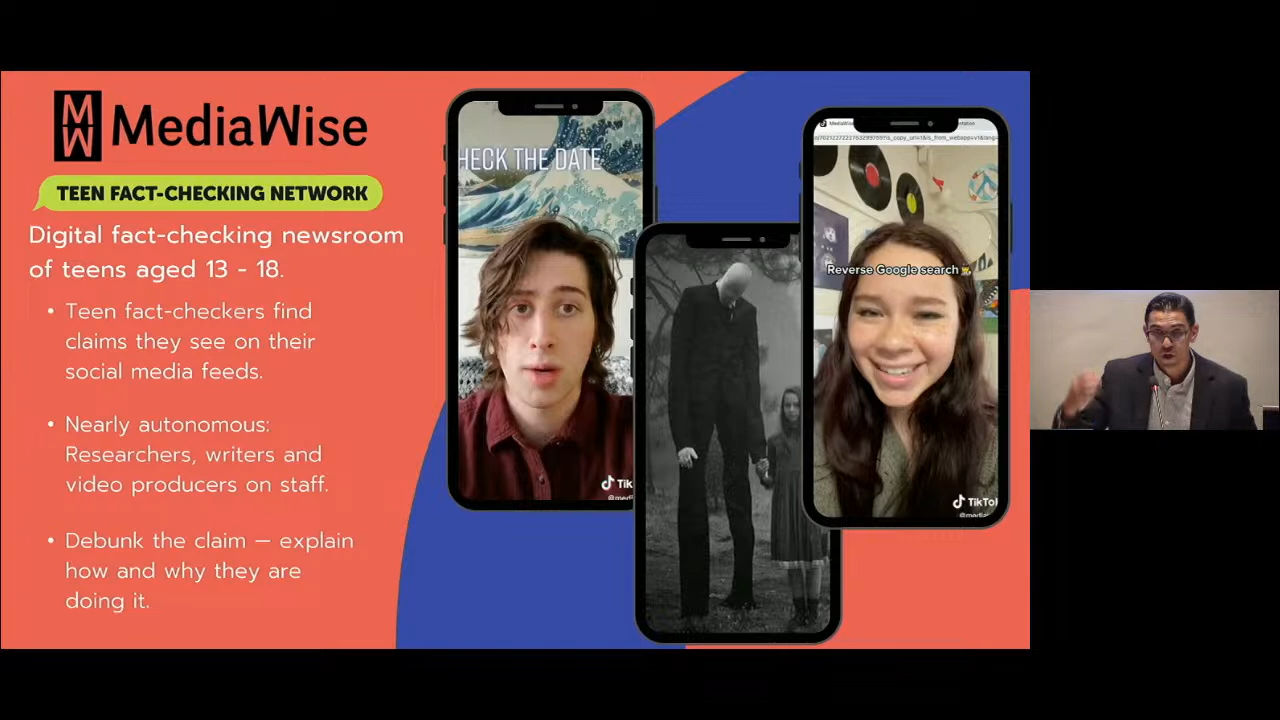 MW MediaWise
TEEN FACT-CHECKING NETWORK
Digital fact-checking newsroom
of teens aged 13 - 18.
• Teen fact-checkers find
claims they see on their
social media feeds.
• Nearly autonomous:
Researchers, writers and
video producers on staff.
• Debunk the claim — explain
how and why they are
doing it.
HECK THE DATE
Tik
Reverse Google search
TikTok